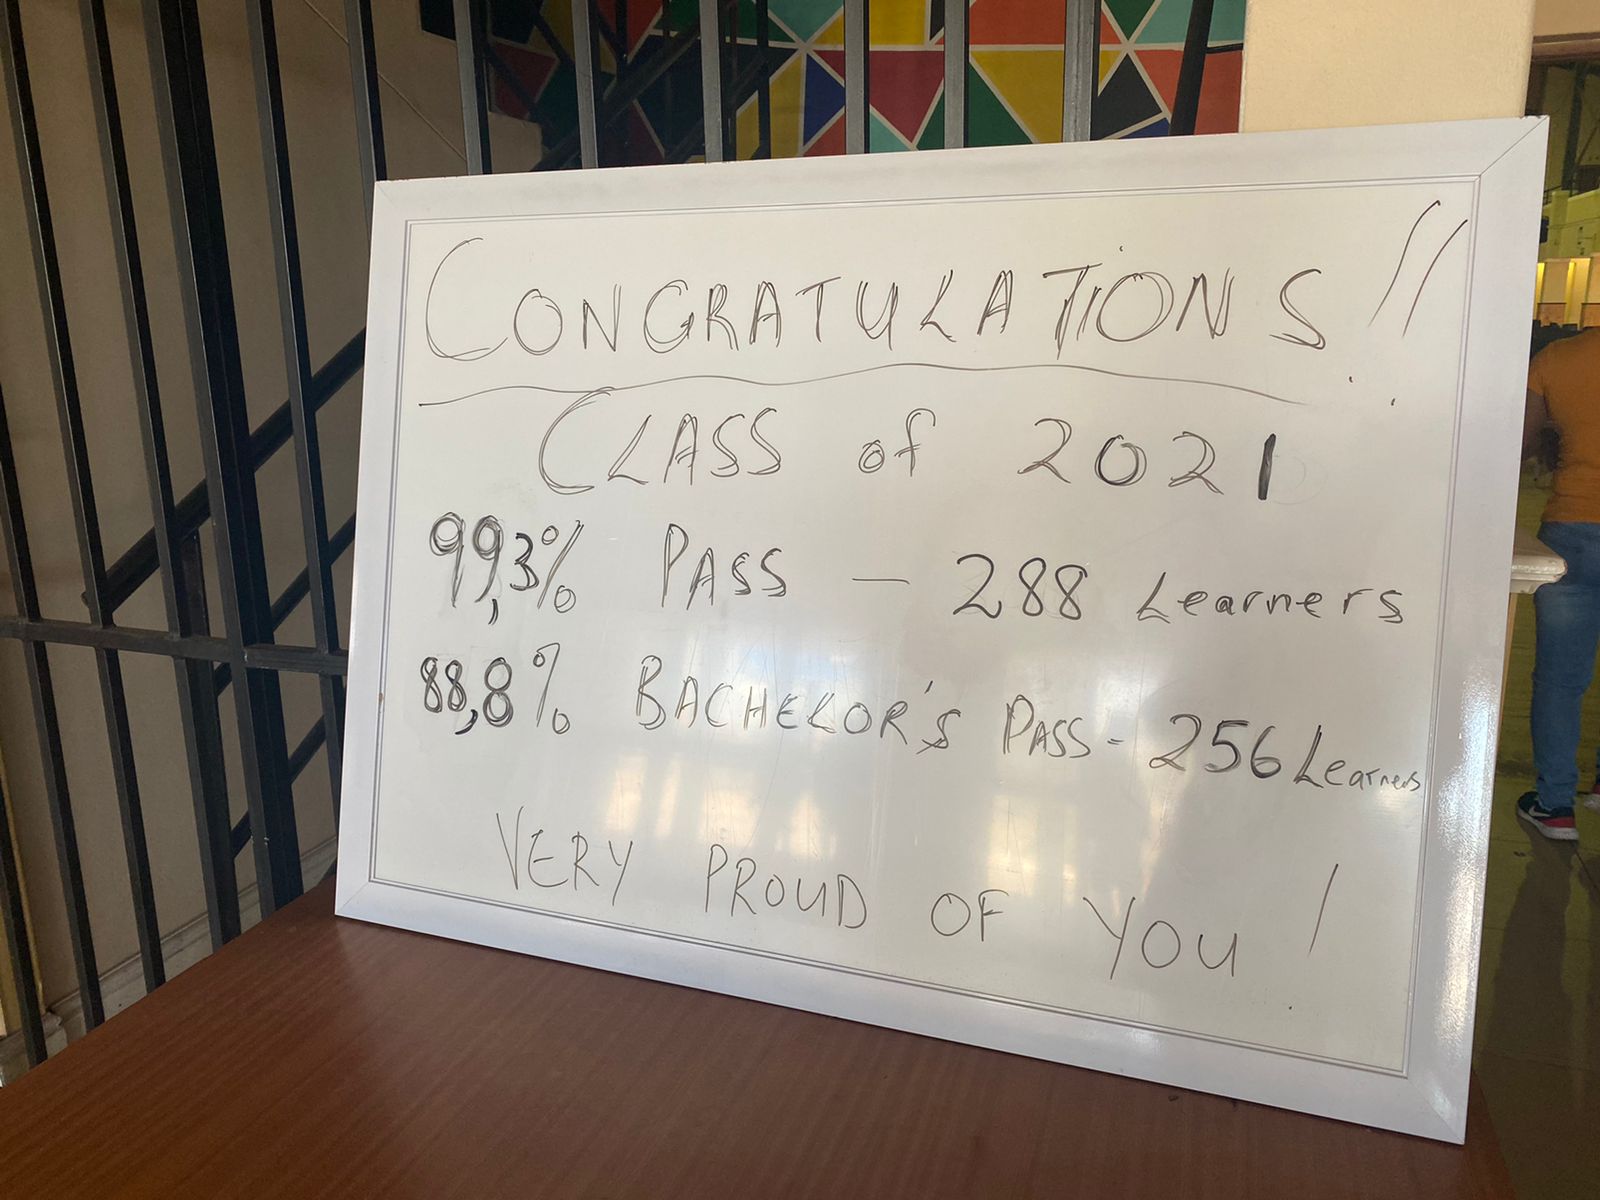 CONGRATULATIONS!!
CLASS of 2021
99,3% PASS — 288 Learners
88,8% BACHELOR'S PASS - 256 Learners
VERY PROUD OF YOU!